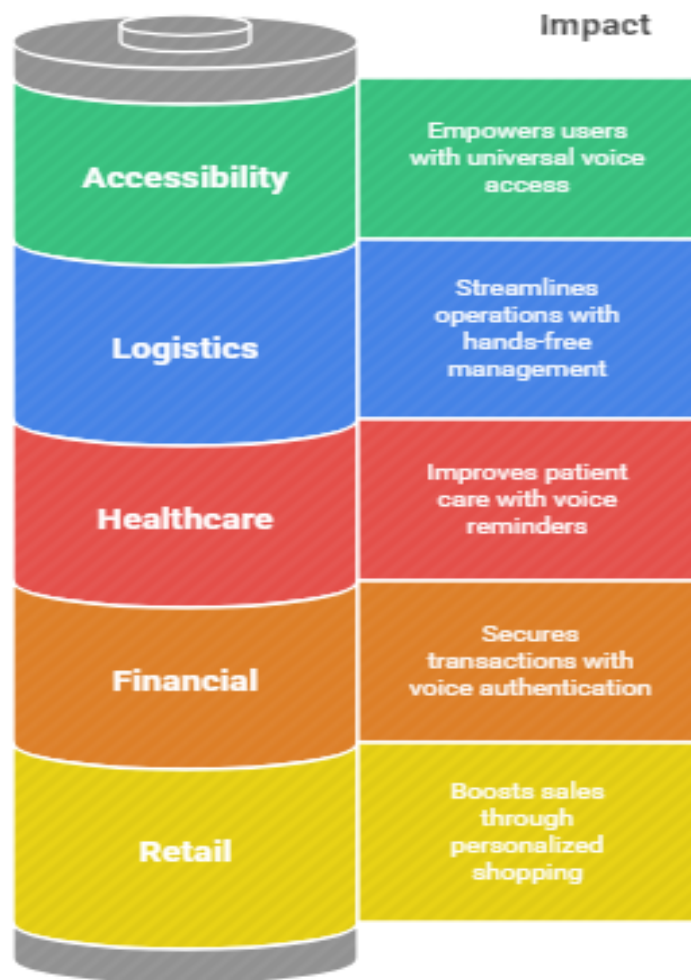 Impact
Accessibility
Empowers users
with universal voice
access
Logistics
Streamlines
operations with
hands-free
management
Healthcare
Improves patient
care with voice
reminders
Financial
Secures
transactions with
voice authentication
Retail
Boosts sales
through
personalized
shopping